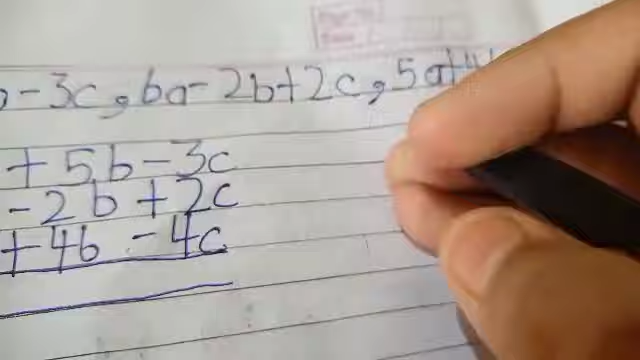 - 3c, 6a - 2b + 2c, 5a + 4
+ 5b - 3c
- 2b + 2c
+ 4b - 4c